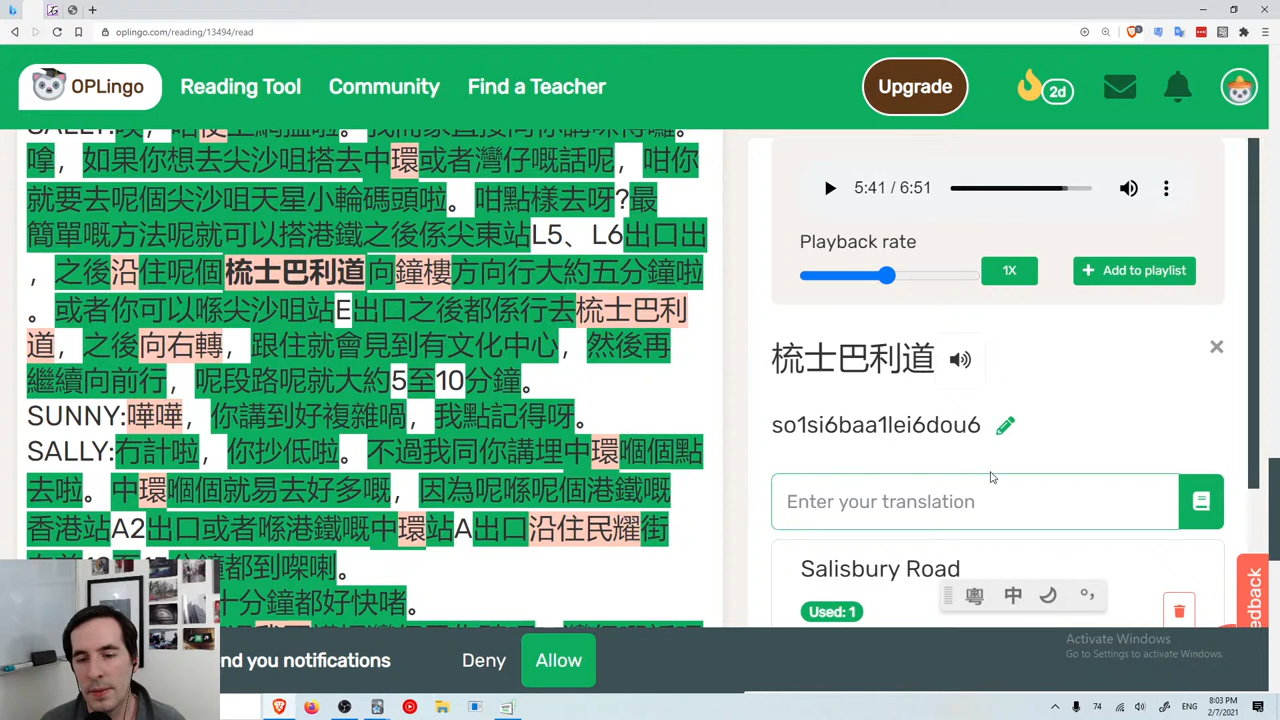 oplingo.com/reading/13494/read
OPLingo
Reading Tool
Community
Find a Teacher
Upgrade
2d
嗱，如果你想去尖沙咀搭去中環或者灣仔嘅話呢，咁你
就要去呢個尖沙咀天星小輪碼頭啦。咁點樣去呀?最
簡單嘅方法呢就可以搭港鐵之後係尖東站L5、L6出口出
，之後沿住呢個梳士巴利道向鐘樓方向行大約五分鐘啦
。或者你可以喺尖沙咀站E出口之後都係行去梳士巴利
道，之後向右轉，跟住就會見到有文化中心，然後再
繼續向前行，呢段路呢就大約5至10分鐘。
SUNNY:嘩嘩，你講到好複雜喎，我點記得呀。
SALLY:冇計啦，你抄低啦。不過我同你講埋中環嗰個點
去啦。中環嗰個就易去好多嘅，因為呢喺呢個港鐵嘅
香港站A2出口或者喺港鐵嘅中環站A出口沿住民耀街
分鐘都到㗎喇。
十分鐘都好快啫。
5:41 / 6:51
Playback rate
1X
Add to playlist
梳士巴利道
so1si6baa1lei6dou6
Enter your translation
Salisbury Road
Used: 1
粵 中
edback
nd you notifications
Deny
Allow
Activate Windows
Go to Settings to activate Windows.
74
ENG
8:03 PM
2/7/2021